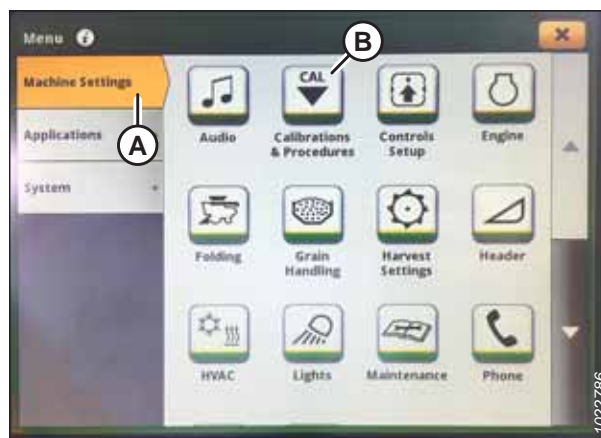 Menu i
B
Machine Settings
A
Applications
System
CAL
Audio
Calibrations
& Procedures
Controls
Setup
Engine
Folding
Grain
Handling
Harvest
Settings
Header
HVAC
Lights
Maintenance
Phone
1022786